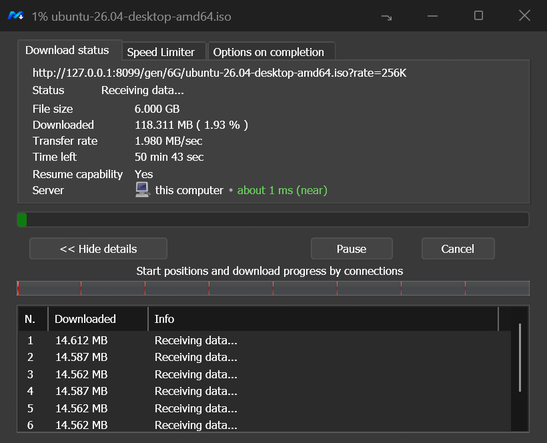 1% ubuntu-26.04-desktop-amd64.iso
Download status Speed Limiter Options on completion
http://127.0.0.1:8099/gen/6G/ubuntu-26.04-desktop-amd64.iso?rate=256K
Status Receiving data...
File size 6.000 GB
Downloaded 118.311 MB ( 1.93 % )
Transfer rate 1.980 MB/sec
Time left 50 min 43 sec
Resume capability Yes
Server this computer • about 1 ms (near)
<< Hide details Pause Cancel
Start positions and download progress by connections
N. Downloaded Info
1 14.612 MB Receiving data...
2 14.587 MB Receiving data...
3 14.562 MB Receiving data...
4 14.587 MB Receiving data...
5 14.562 MB Receiving data...
6 14.562 MB Receiving data...